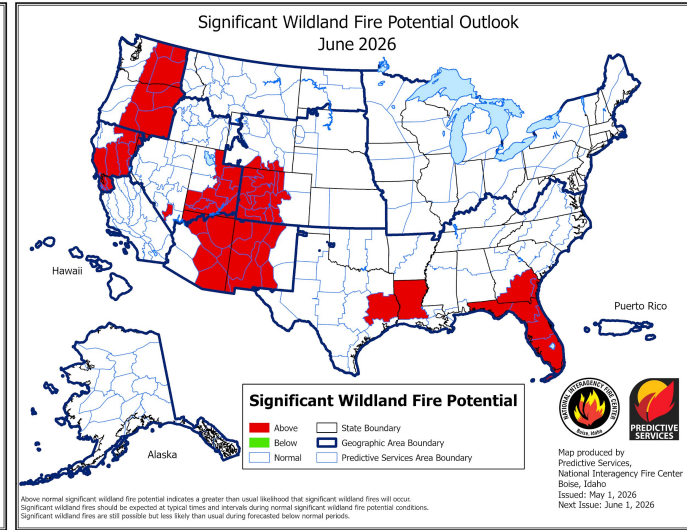 Significant Wildland Fire Potential Outlook
June 2026
Hawaii
Puerto Rico
Alaska
Significant Wildland Fire Potential
Above
State Boundary
Below
Geographic Area Boundary
Normal
Predictive Services Area Boundary
NATIONAL INTERAGENCY FIRE CENTER
Boise, Idaho
PREDICTIVE
SERVICES
Map produced by
Predictive Services,
National Interagency Fire Center
Boise, Idaho
Issued: May 1, 2026
Next Issue: June 1, 2026
Above normal significant wildland fire potential indicates a greater than usual likelihood that significant wildland fires will occur.
Significant wildland fires should be expected at typical times and intervals during normal significant wildland fire potential conditions.
Significant wildland fires are still possible but less likely than usual during forecasted below normal periods.